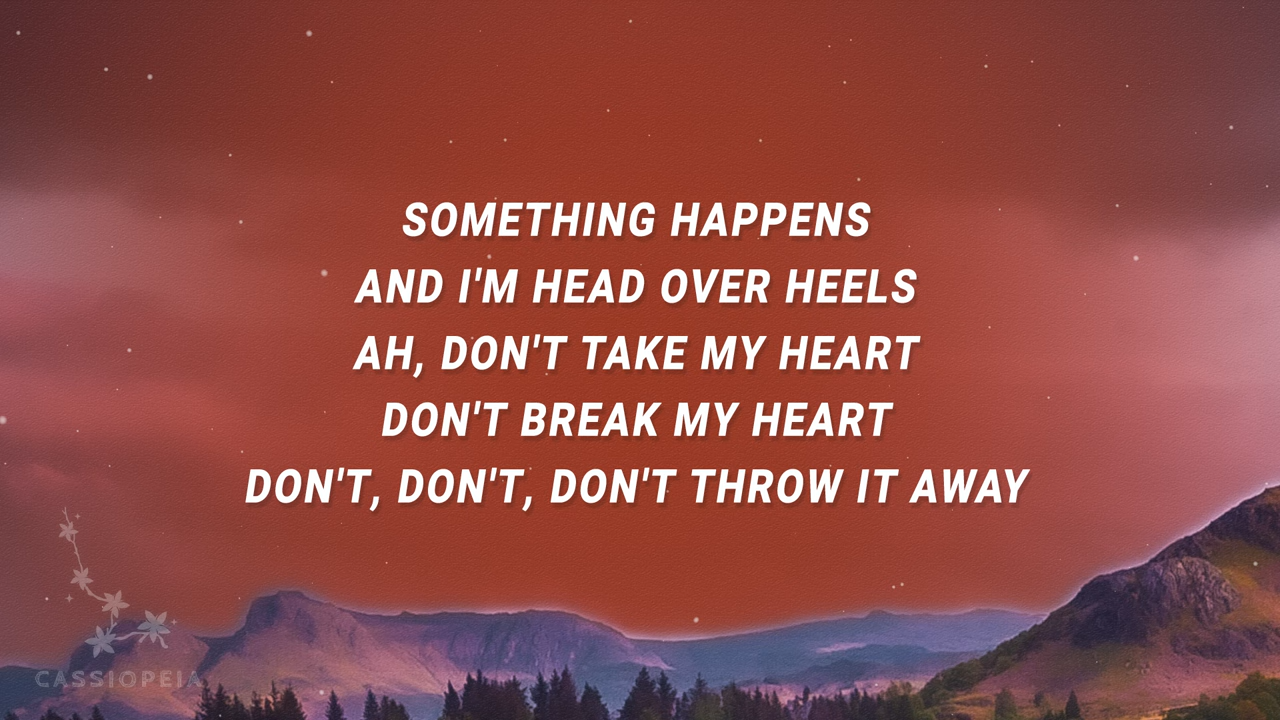 SOMETHING HAPPENS
AND I'M HEAD OVER HEELS
AH, DON'T TAKE MY HEART
DON'T BREAK MY HEART
DON'T, DON'T, DON'T THROW IT AWAY
CASSIOPEIA